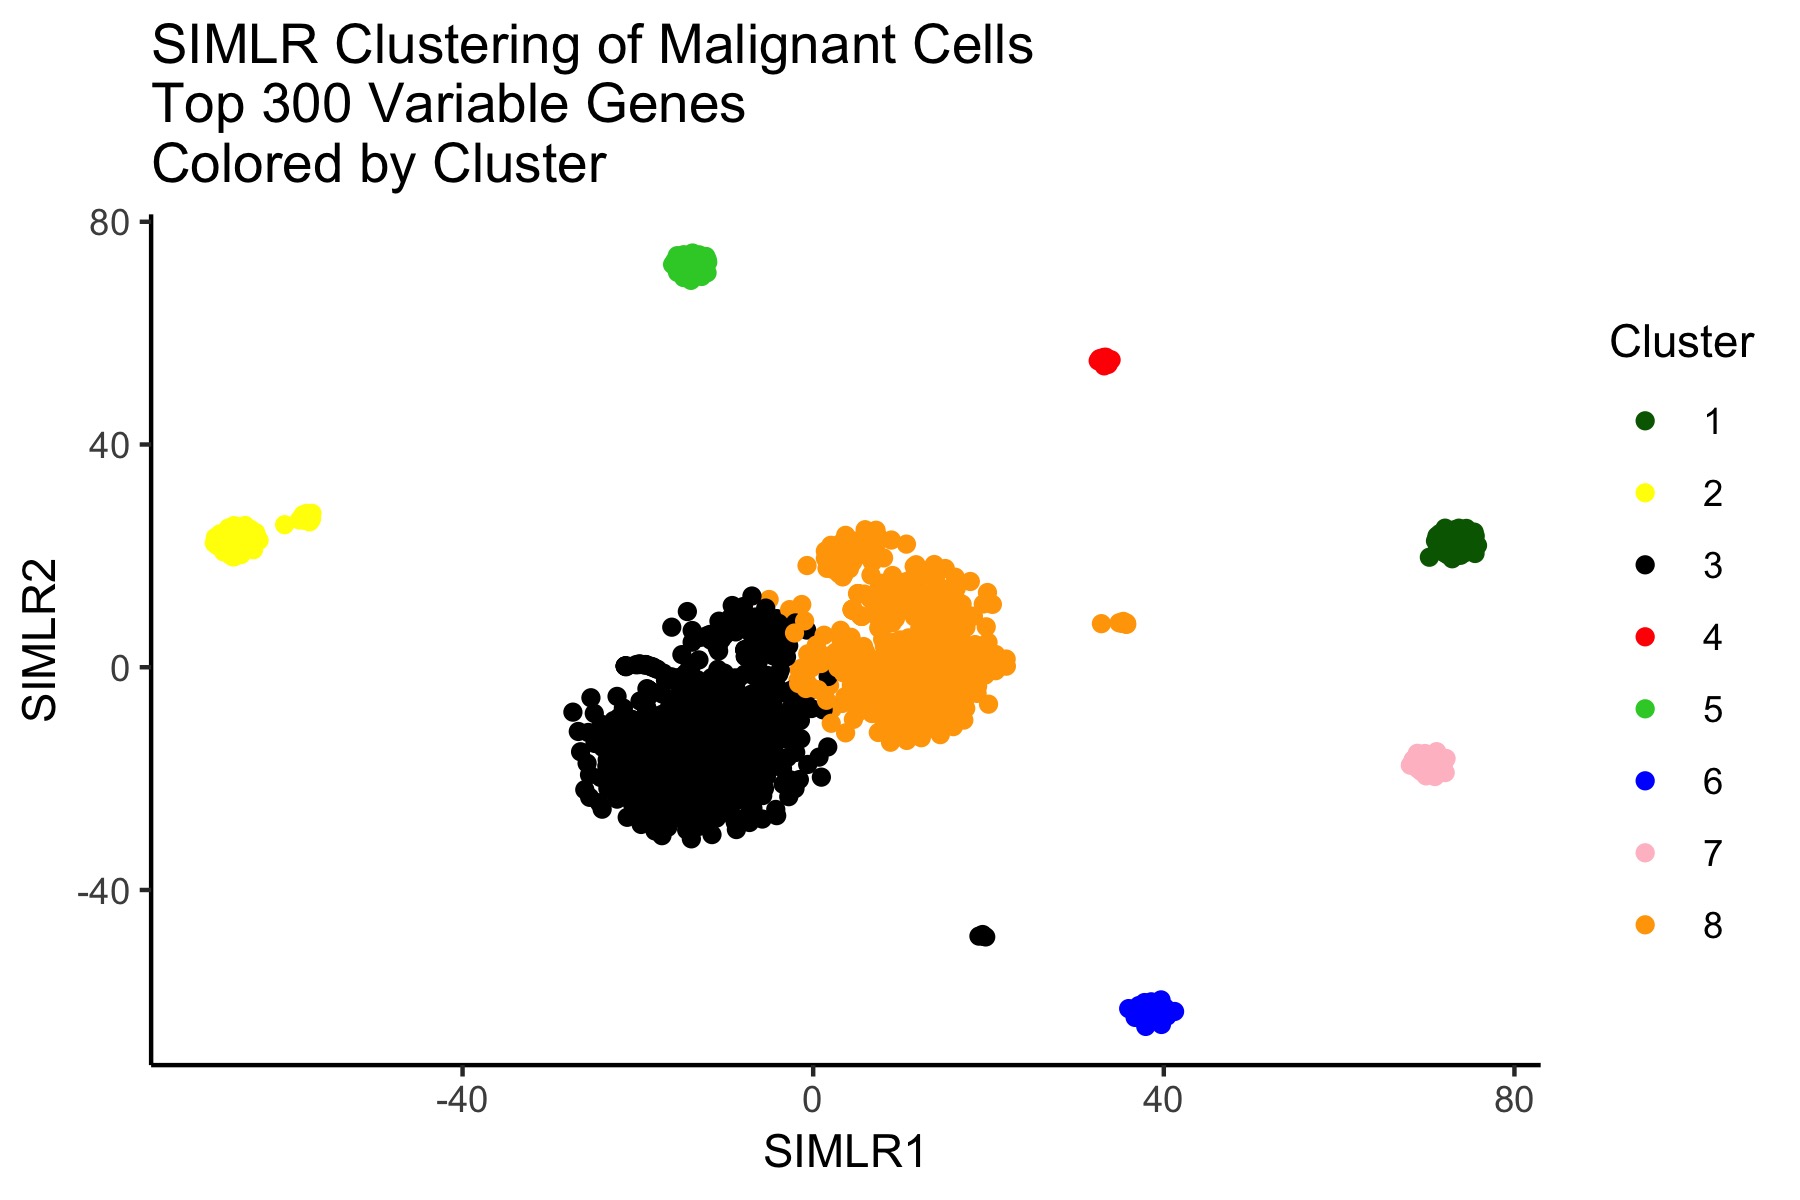 SIMLR Clustering of Malignant Cells
Top 300 Variable Genes
Colored by Cluster
80
40
0
-40
SIMLR2
-40
0
40
80
SIMLR1
Cluster
1
2
3
4
5
6
7
8